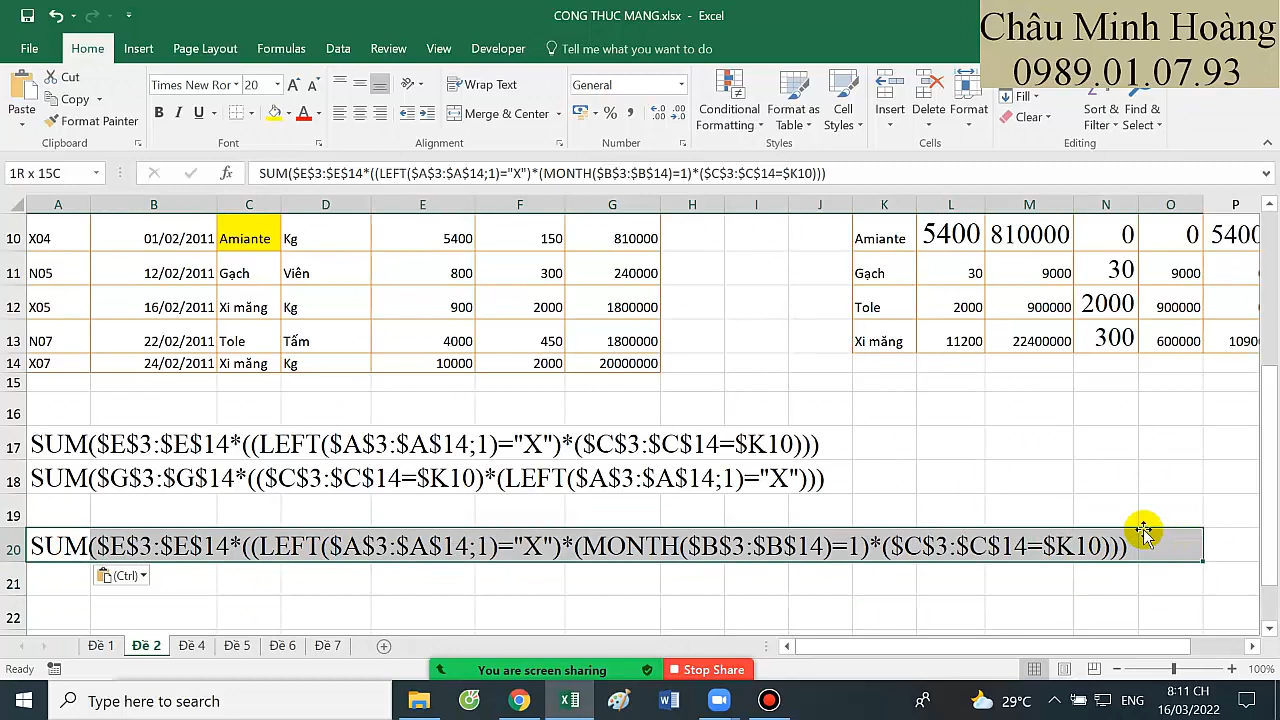 CONG THUC MANG.xlsx - Excel
Châu Minh Hoàng
0989.01.07.93
File Home Insert Page Layout Formulas Data Review View Developer Tell me what you want to do
Paste Cut Copy Format Painter Clipboard
Times New Ror 20 B I U Font
Wrap Text Merge & Center Alignment
General % Number
Conditional Formatting Format as Table Cell Styles Styles
Insert Delete Format Cells
Fill Clear Sort & Filter Find & Select Editing
1R x 15C fx SUM($E$3:$E$14*((LEFT($A$3:$A$14;1)="X")*(MONTH($B$3:$B$14)=1)*($C$3:$C$14=$K10)))
A B C D E F G H I J K L M N O P
10 X04 01/02/2011 Amiante Kg 5400 150 810000 Amiante 5400 810000 0 0 5400
11 N05 12/02/2011 Gạch Viên 800 300 240000 Gạch 30 9000 30 9000
12 X05 16/02/2011 Xi măng Kg 900 2000 1800000 Tole 2000 900000 2000 900000
13 N07 22/02/2011 Tole Tấm 4000 450 1800000 Xi măng 11200 22400000 300 600000 1090
14 X07 24/02/2011 Xi măng Kg 10000 2000 20000000
15
16
17 SUM($E$3:$E$14*((LEFT($A$3:$A$14;1)="X")*($C$3:$C$14=$K10)))
18 SUM($G$3:$G$14*(($C$3:$C$14=$K10)*(LEFT($A$3:$A$14;1)="X")))
19
20 SUM($E$3:$E$14*((LEFT($A$3:$A$14;1)="X")*(MONTH($B$3:$B$14)=1)*($C$3:$C$14=$K10)))
21 (Ctrl)
22
Đề 1 Đề 2 Đề 4 Đề 5 Đề 6 Đề 7
Ready 100%
You are screen sharing Stop Share
Type here to search 29°C ENG 8:11 CH
16/03/2022